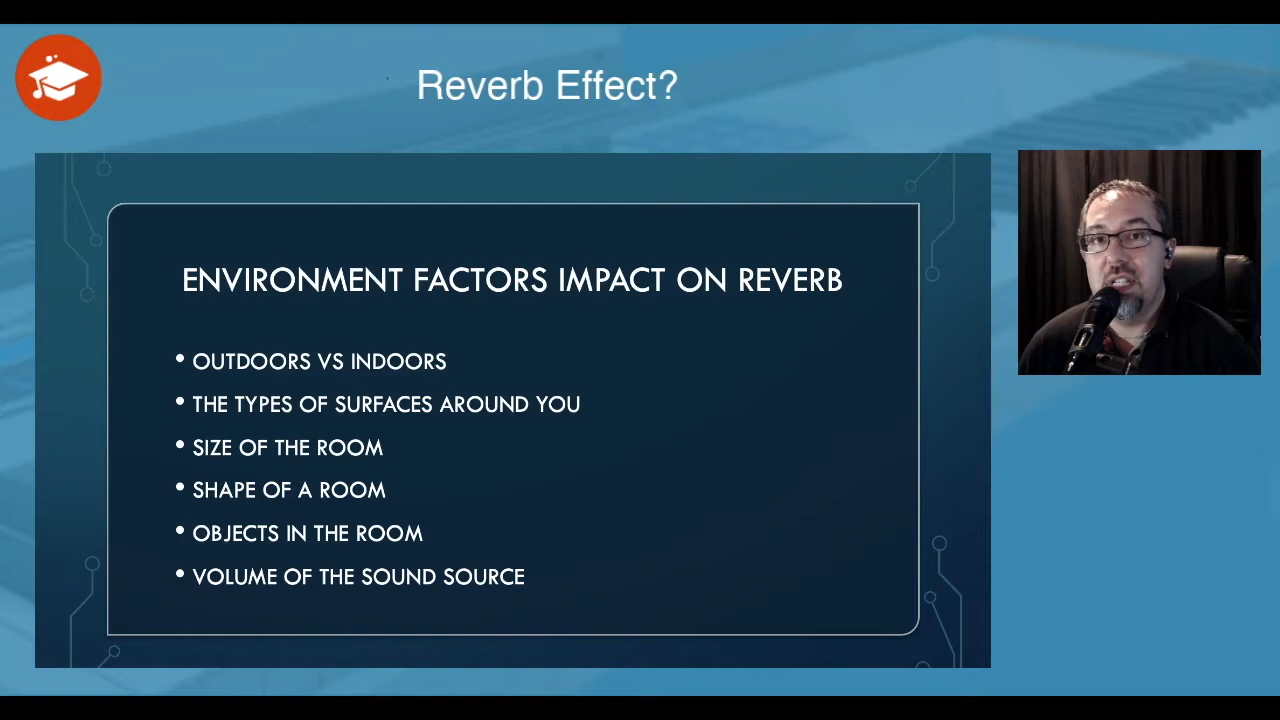 Reverb Effect?
ENVIRONMENT FACTORS IMPACT ON REVERB
• OUTDOORS VS INDOORS
• THE TYPES OF SURFACES AROUND YOU
• SIZE OF THE ROOM
• SHAPE OF A ROOM
• OBJECTS IN THE ROOM
• VOLUME OF THE SOUND SOURCE